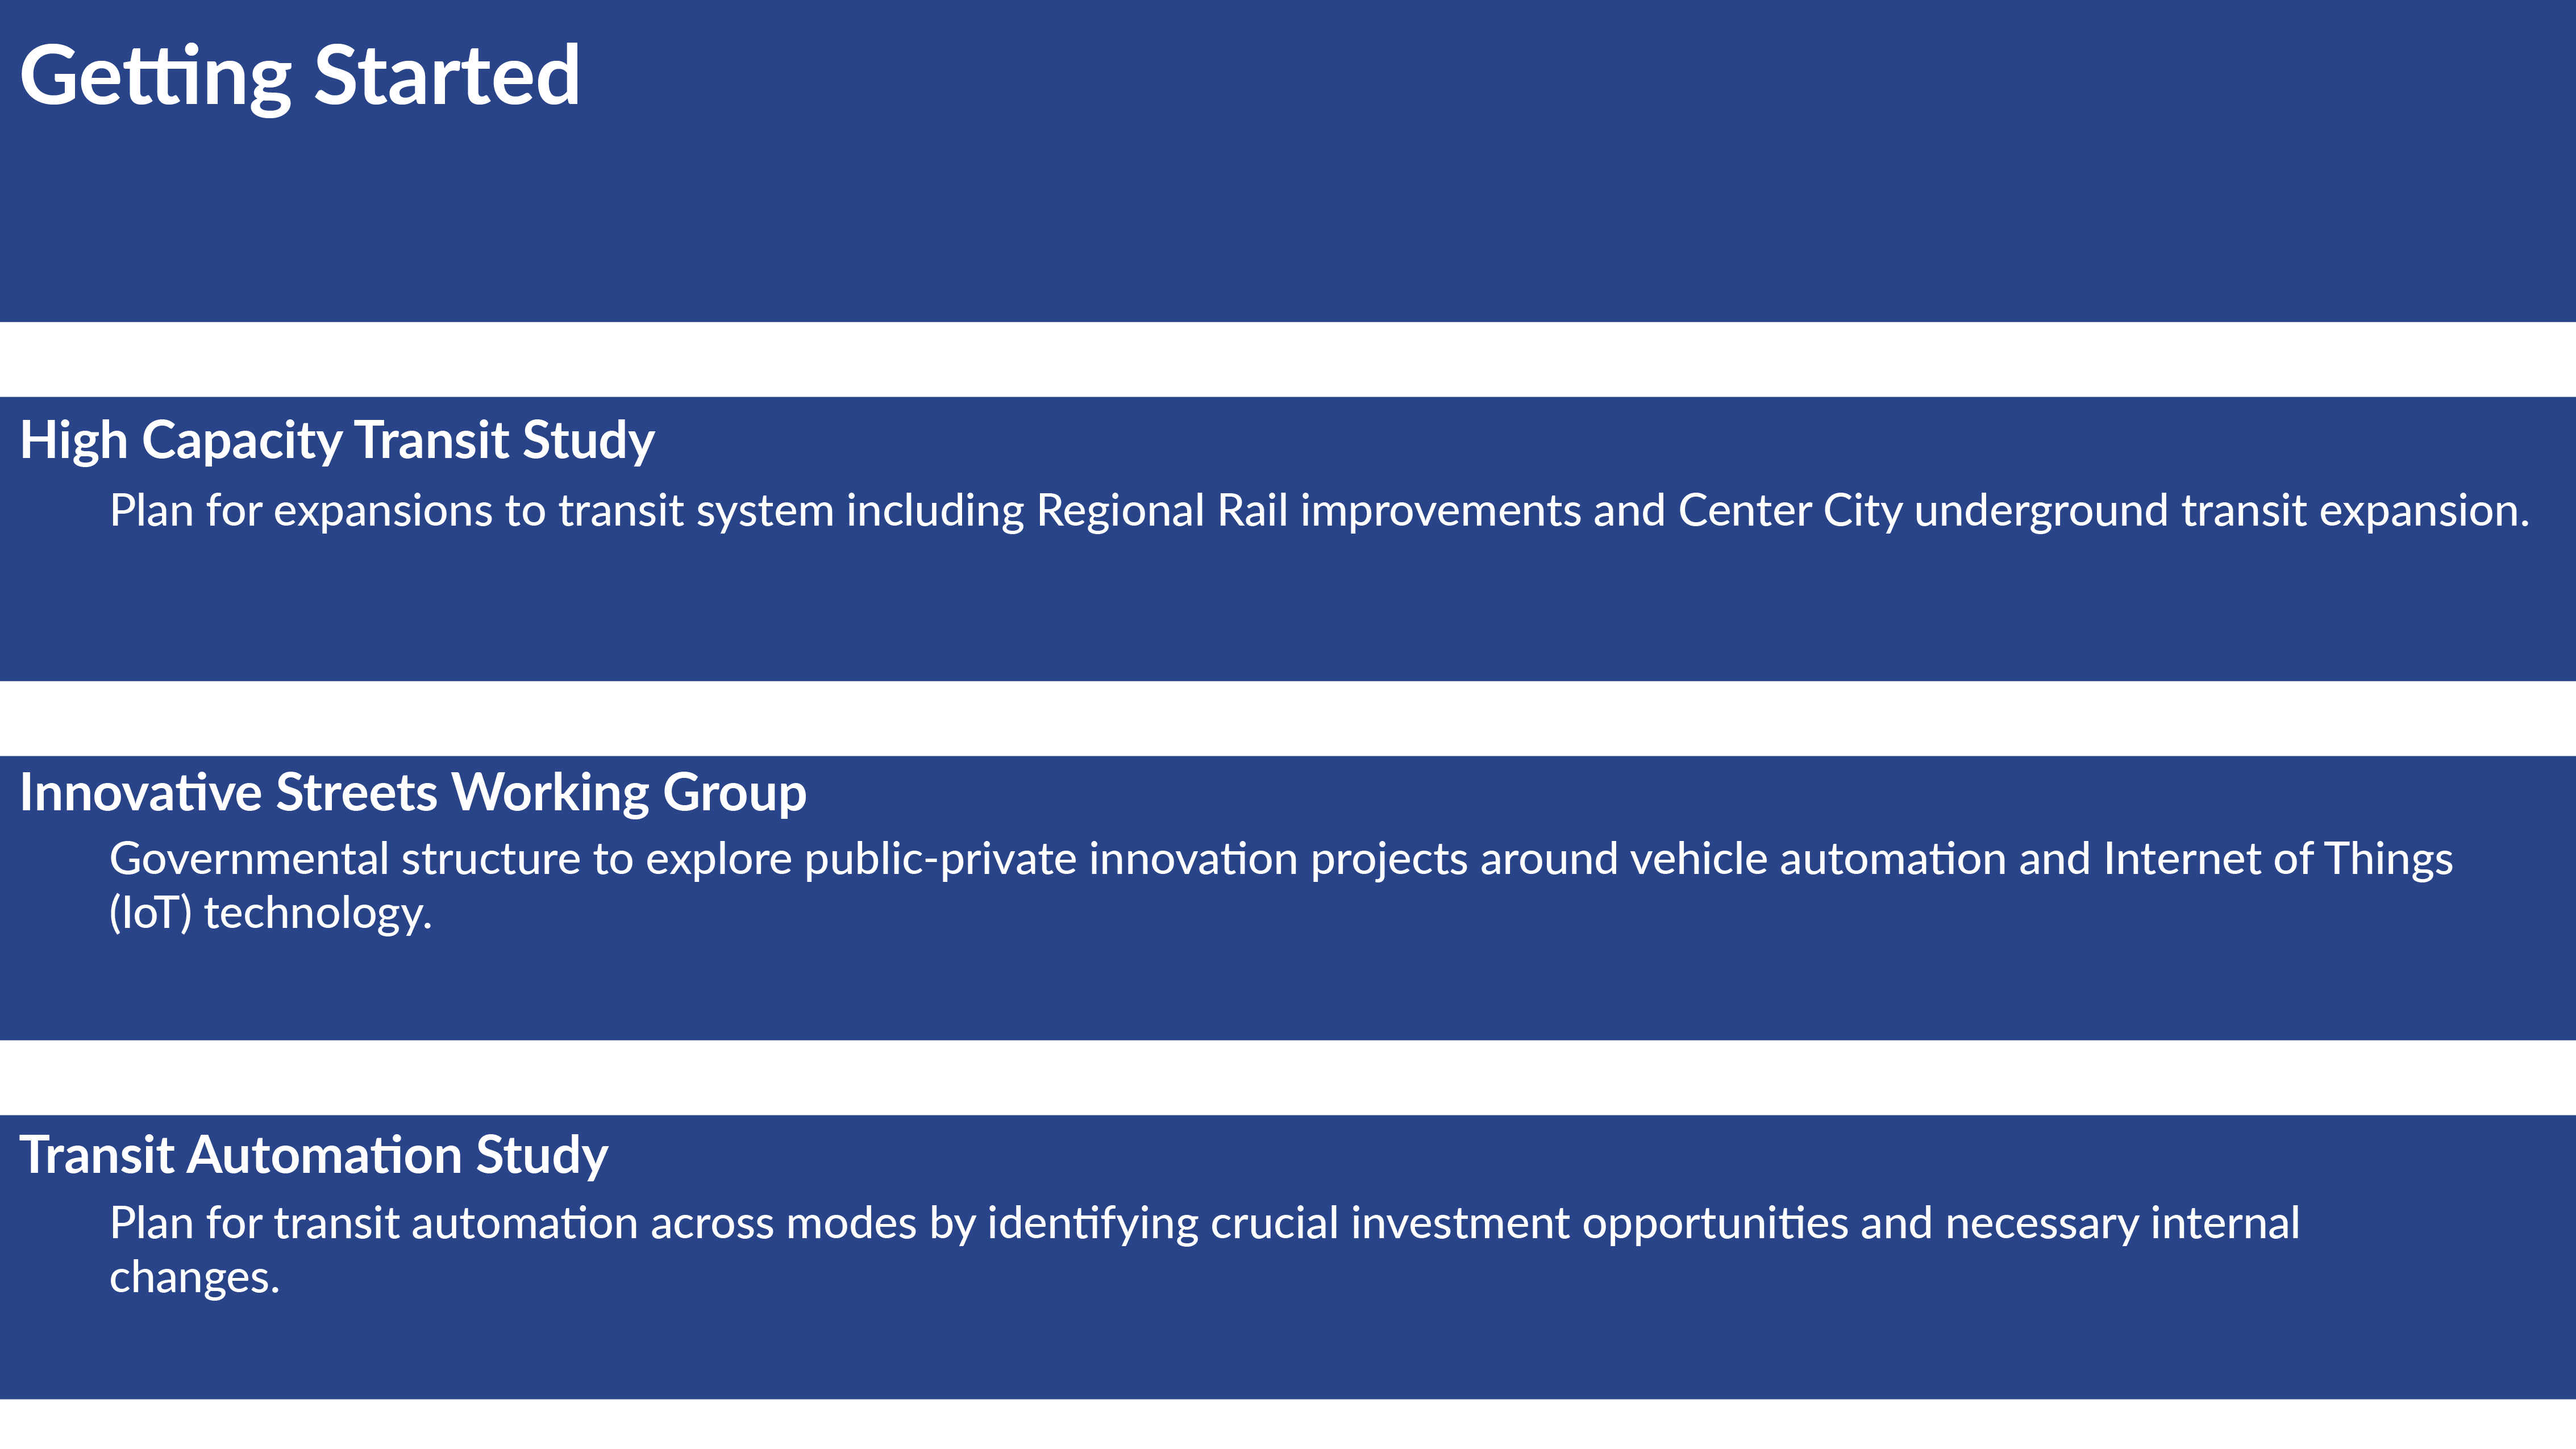 Getting Started
High Capacity Transit Study
Plan for expansions to transit system including Regional Rail improvements and Center City underground transit expansion.
Innovative Streets Working Group
Governmental structure to explore public-private innovation projects around vehicle automation and Internet of Things
(IoT) technology.
Transit Automation Study
Plan for transit automation across modes by identifying crucial investment opportunities and necessary internal
changes.